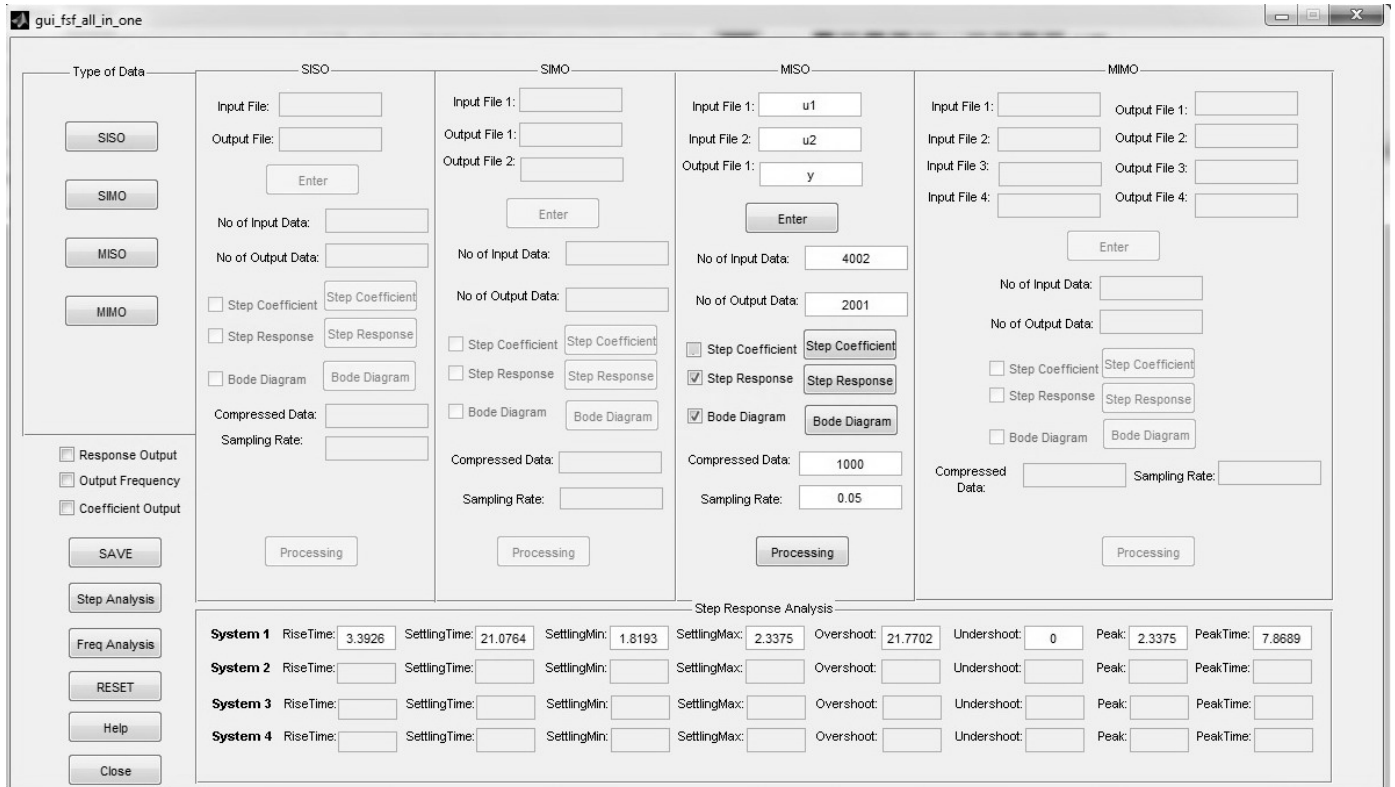 gui_fsf_all_in_one
Type of Data
SISO
SIMO
MISO
MIMO
Response Output
Output Frequency
Coefficient Output
SAVE
Step Analysis
Freq Analysis
RESET
Help
Close
SISO
Input File:
Output File:
Enter
No of Input Data:
No of Output Data:
Step Coefficient Step Coefficient
Step Response Step Response
Bode Diagram Bode Diagram
Compressed Data:
Sampling Rate:
Processing
SIMO
Input File 1:
Output File 1:
Output File 2:
Enter
No of Input Data:
No of Output Data:
Step Coefficient Step Coefficient
Step Response Step Response
Bode Diagram Bode Diagram
Compressed Data:
Sampling Rate:
Processing
MISO
Input File 1: u1
Input File 2: u2
Output File 1: y
Enter
No of Input Data: 4002
No of Output Data: 2001
Step Coefficient Step Coefficient
Step Response Step Response
Bode Diagram Bode Diagram
Compressed Data: 1000
Sampling Rate: 0.05
Processing
MIMO
Input File 1: Output File 1:
Input File 2: Output File 2:
Input File 3: Output File 3:
Input File 4: Output File 4:
Enter
No of Input Data:
No of Output Data:
Step Coefficient Step Coefficient
Step Response Step Response
Bode Diagram Bode Diagram
Compressed Data: Sampling Rate:
Processing
Step Response Analysis
System 1 RiseTime: 3.3926 SettlingTime: 21.0764 SettlingMin: 1.8193 SettlingMax: 2.3375 Overshoot: 21.7702 Undershoot: 0 Peak: 2.3375 PeakTime: 7.8689
System 2 RiseTime: SettlingTime: SettlingMin: SettlingMax: Overshoot: Undershoot: Peak: PeakTime:
System 3 RiseTime: SettlingTime: SettlingMin: SettlingMax: Overshoot: Undershoot: Peak: PeakTime:
System 4 RiseTime: SettlingTime: SettlingMin: SettlingMax: Overshoot: Undershoot: Peak: PeakTime: